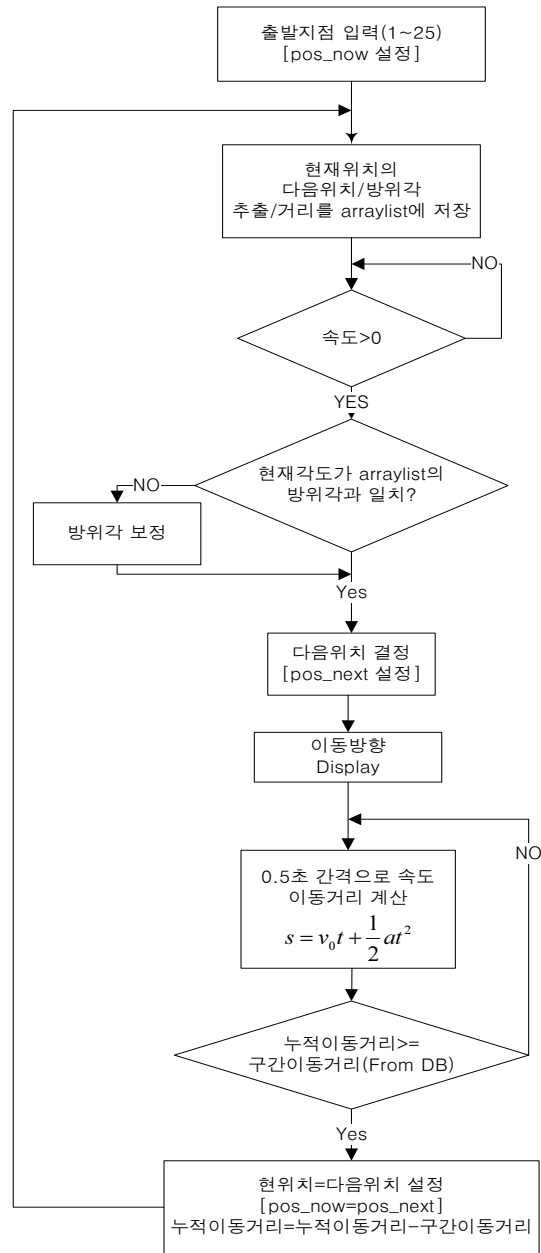 출발지점 입력(1~25)
[pos_now 설정]
현재위치의
다음위치/방위각
추출/거리를 arraylist에 저장
NO
속도>0
YES
현재각도가 arraylist의
방위각과 일치?
NO
방위각 보정
Yes
다음위치 결정
[pos_next 설정]
이동방향
Display
NO
0.5초 간격으로 속도
이동거리 계산
s = v₀t + 1/2 at²
누적이동거리>=
구간이동거리(From DB)
Yes
현위치=다음위치 설정
[pos_now=pos_next]
누적이동거리=누적이동거리-구간이동거리